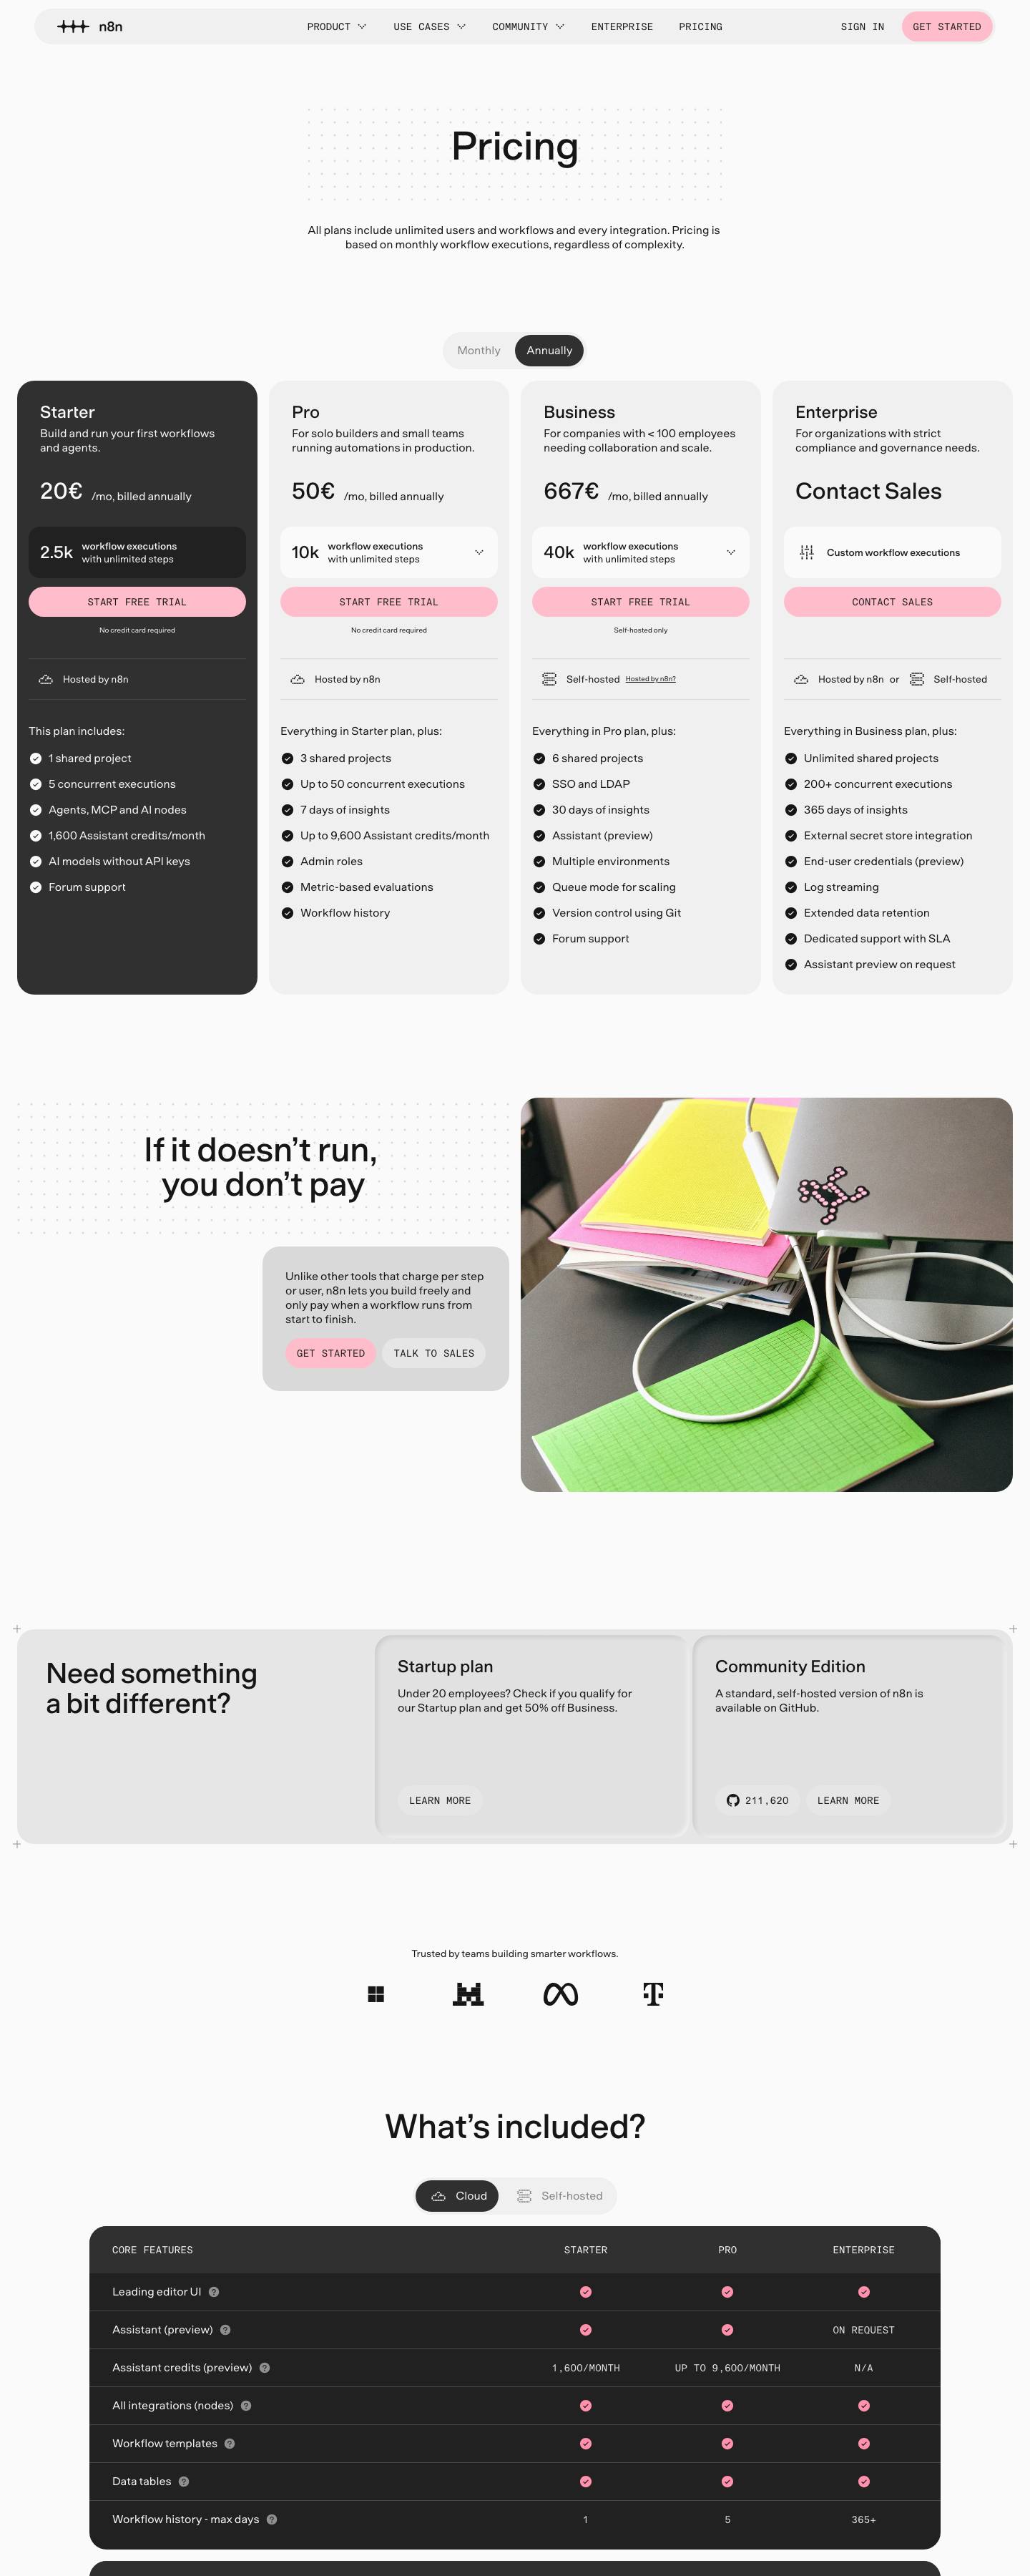 n8n
PRODUCT
USE CASES
COMMUNITY
ENTERPRISE
PRICING
SIGN IN
GET STARTED
Pricing
All plans include unlimited users and workflows and every integration. Pricing is
based on monthly workflow executions, regardless of complexity.
Monthly
Annually
Starter
Build and run your first workflows
and agents.
20€ /mo, billed annually
2.5k
workflow executions
with unlimited steps
START FREE TRIAL
No credit card required
Hosted by n8n
This plan includes:
1 shared project
5 concurrent executions
Agents, MCP and AI nodes
1,600 Assistant credits/month
AI models without API keys
Forum support
Pro
For solo builders and small teams
running automations in production.
50€ /mo, billed annually
10k
workflow executions
with unlimited steps
START FREE TRIAL
No credit card required
Hosted by n8n
Everything in Starter plan, plus:
3 shared projects
Up to 50 concurrent executions
7 days of insights
Up to 9,600 Assistant credits/month
Admin roles
Metric-based evaluations
Workflow history
Business
For companies with < 100 employees
needing collaboration and scale.
667€ /mo, billed annually
40k
workflow executions
with unlimited steps
START FREE TRIAL
Self-hosted only
Self-hosted Hosted by n8n?
Everything in Pro plan, plus:
6 shared projects
SSO and LDAP
30 days of insights
Assistant (preview)
Multiple environments
Queue mode for scaling
Version control using Git
Forum support
Enterprise
For organizations with strict
compliance and governance needs.
Contact Sales
Custom workflow executions
CONTACT SALES
Hosted by n8n or Self-hosted
Everything in Business plan, plus:
Unlimited shared projects
200+ concurrent executions
365 days of insights
External secret store integration
End-user credentials (preview)
Log streaming
Extended data retention
Dedicated support with SLA
Assistant preview on request
If it doesn’t run,
you don’t pay
Unlike other tools that charge per step
or user, n8n lets you build freely and
only pay when a workflow runs from
start to finish.
GET STARTED
TALK TO SALES
Need something
a bit different?
Startup plan
Under 20 employees? Check if you qualify for
our Startup plan and get 50% off Business.
LEARN MORE
Community Edition
A standard, self-hosted version of n8n is
available on GitHub.
211,620
LEARN MORE
Trusted by teams building smarter workflows.
What’s included?
Cloud
Self-hosted
CORE FEATURES STARTER PRO ENTERPRISE
Leading editor UI ?
Assistant (preview) ? ON REQUEST
Assistant credits (preview) ? 1,600/MONTH UP TO 9,600/MONTH N/A
All integrations (nodes) ?
Workflow templates ?
Data tables ?
Workflow history - max days ? 1 5 365+